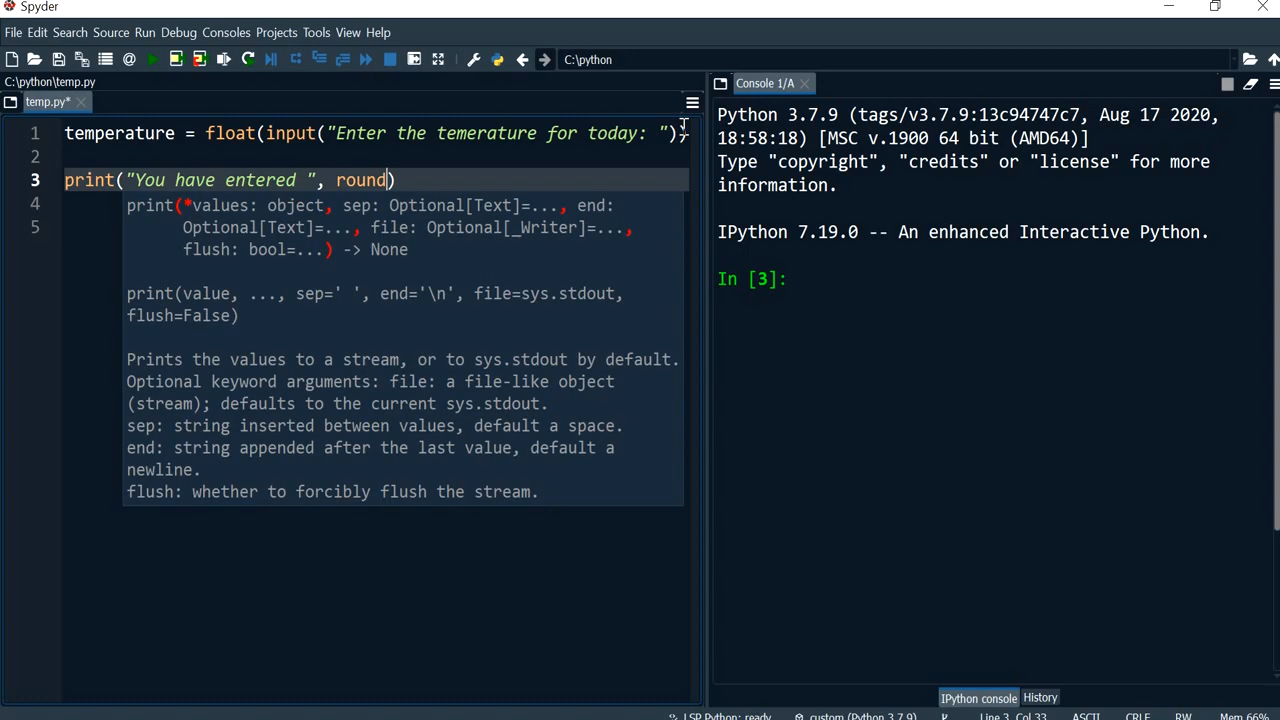 Spyder
File Edit Search Source Run Debug Consoles Projects Tools View Help
C:\python
C:\python\temp.py
temp.py*
Console 1/A
1 temperature = float(input("Enter the temerature for today: "))
2
3 print("You have entered ", round)
4
5
print(*values: object, sep: Optional[Text]=..., end:
Optional[Text]=..., file: Optional[_Writer]=...,
flush: bool=...) -> None
print(value, ..., sep=' ', end='\n', file=sys.stdout,
flush=False)
Prints the values to a stream, or to sys.stdout by default.
Optional keyword arguments: file: a file-like object
(stream); defaults to the current sys.stdout.
sep: string inserted between values, default a space.
end: string appended after the last value, default a
newline.
flush: whether to forcibly flush the stream.
Python 3.7.9 (tags/v3.7.9:13c94747c7, Aug 17 2020,
18:58:18) [MSC v.1900 64 bit (AMD64)]
Type "copyright", "credits" or "license" for more
information.
IPython 7.19.0 -- An enhanced Interactive Python.
In [3]:
IPython console History
LSP Python: ready custom (Python 3.7.9) Line 3, Col 33 ASCII CRLF RW Mem 66%